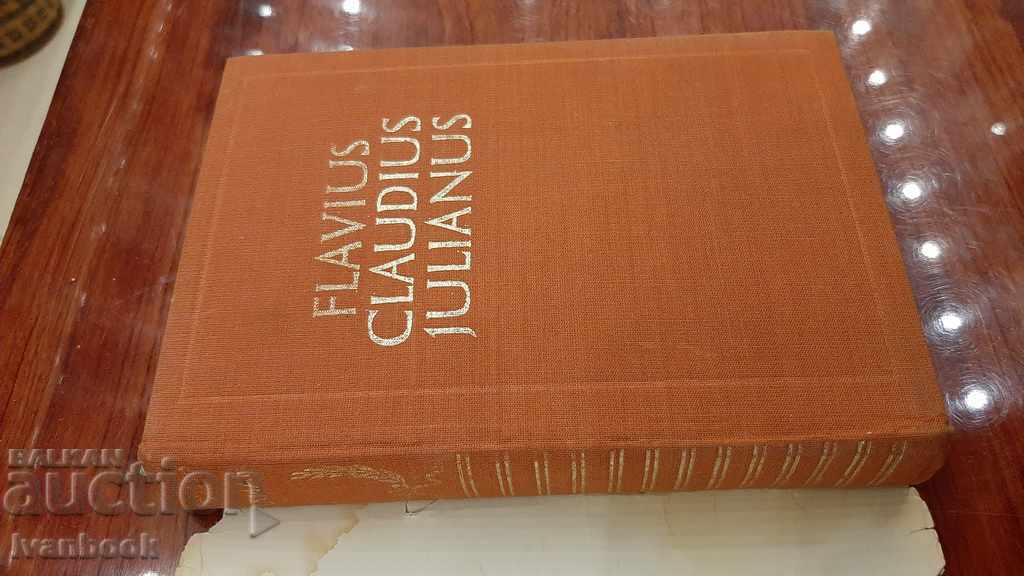 FLAVIUS
CLAUDIUS
JULIANUS
BALKAN
auction
Ivanbook